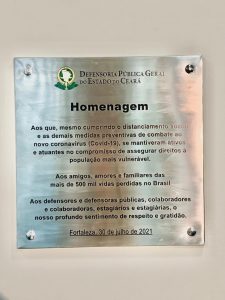 DEFENSORIA PÚBLICA GERAL
DO ESTADO DO CEARÁ
Homenagem
Aos que, mesmo cumprindo o distanciamento social
e as demais medidas preventivas de combate ao
novo coronavírus (Covid-19), se mantiveram ativos
e atuantes no compromisso de assegurar direitos à
população mais vulnerável.
Aos amigos, amores e familiares das
mais de 500 mil vidas perdidas no Brasil
Aos defensores e defensoras públicas, colaboradores
e colaboradoras, estagiários e estagiárias, o
nosso profundo sentimento de respeito e gratidão.
Fortaleza, 30 de julho de 2021